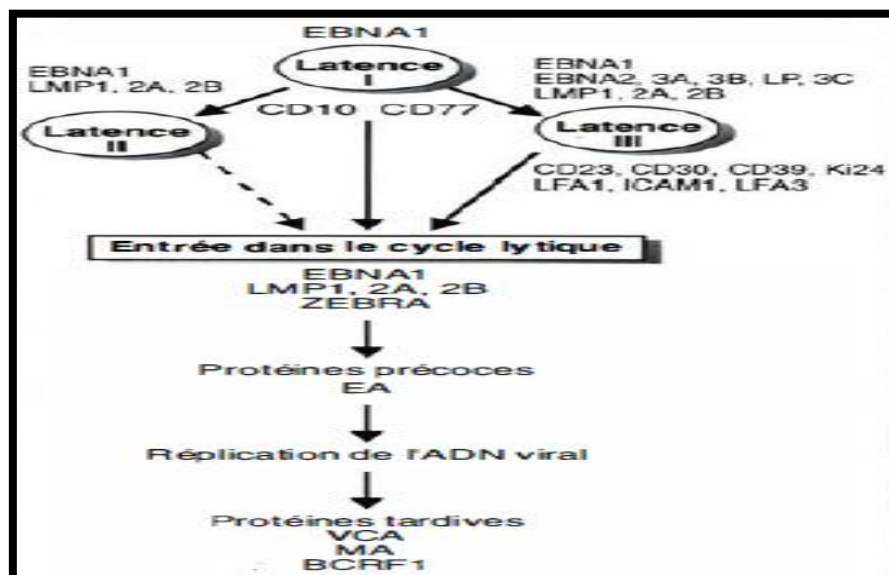 EBNA1
Latence
I
EBNA1
LMP1, 2A, 2B
EBNA1
EBNA2, 3A, 3B, LP, 3C
LMP1, 2A, 2B
CD10 CD77
Latence
II
Latence
III
CD23, CD30, CD39, Ki24
LFA1, ICAM1, LFA3
Entrée dans le cycle lytique
EBNA1
LMP1, 2A, 2B
ZEBRA
Protéines précoces
EA
Réplication de l'ADN viral
Protéines tardives
VCA
MA
BCRF1